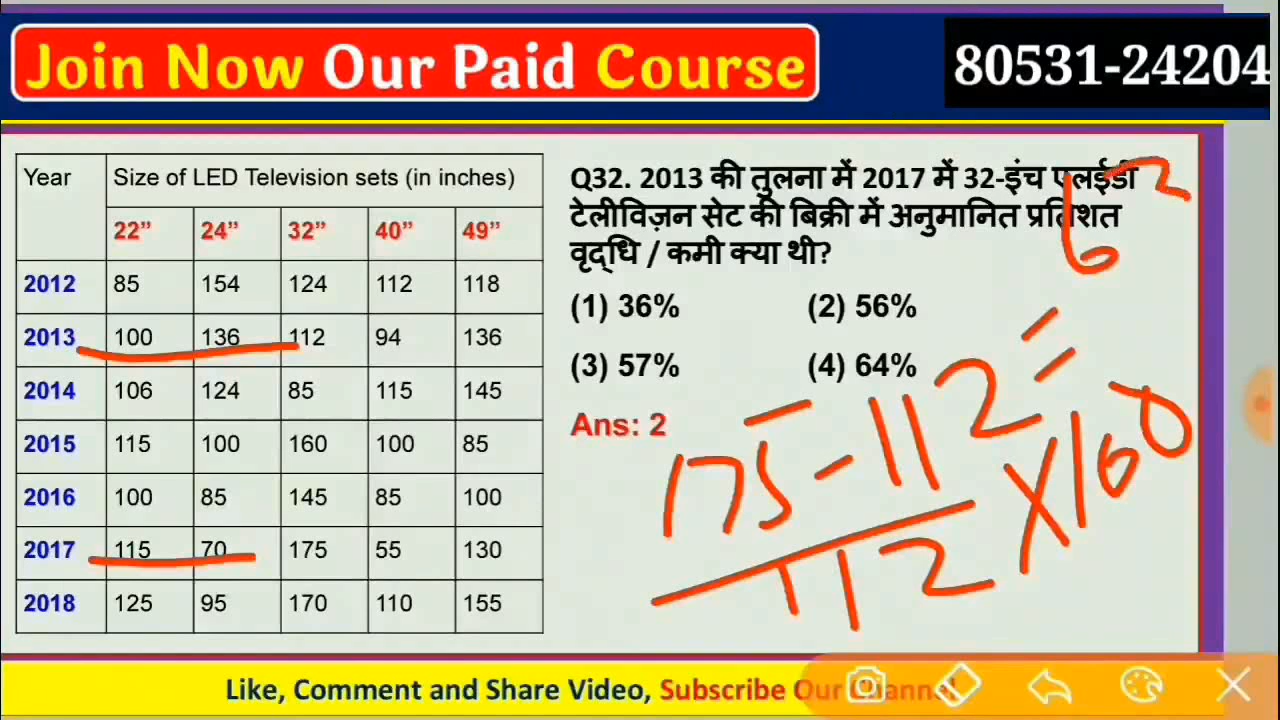 Join Now Our Paid Course
80531-24204
Year Size of LED Television sets (in inches)
22” 24” 32” 40” 49”
2012 85 154 124 112 118
2013 100 136 112 94 136
2014 106 124 85 115 145
2015 115 100 160 100 85
2016 100 85 145 85 100
2017 115 70 175 55 130
2018 125 95 170 110 155
Q32. 2013 की तुलना में 2017 में 32-इंच एलईडी
टेलीविज़न सेट की बिक्री में अनुमानित प्रतिशत
वृद्धि / कमी क्या थी?
(1) 36% (2) 56%
(3) 57% (4) 64%
Ans: 2
175 - 112 =
112
X100
Like, Comment and Share Video, Subscribe Our Channel